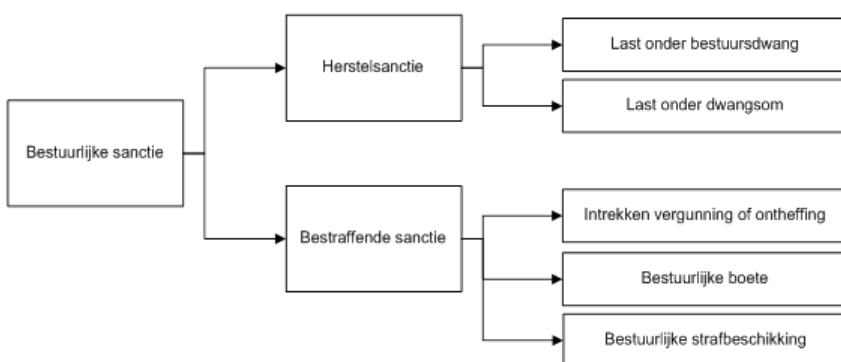 Bestuurlijke sanctie
Herstelsanctie
Last onder bestuursdwang
Last onder dwangsom
Bestraffende sanctie
Intrekken vergunning of ontheffing
Bestuurlijke boete
Bestuurlijke strafbeschikking